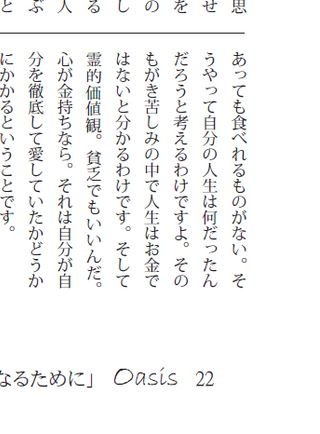 思
せ
を
の
し
る
人
ぶ
と
あっても食べれるものがない。そ
うやって自分の人生は何だったん
だろうと考えるわけですよ。その
もがき苦しみの中で人生はお金で
はないと分かるわけです。そして
霊的価値観。貧乏でもいいんだ。
心が金持ちなら。それは自分が自
分を徹底して愛していたかどうか
にかかるということです。
なるために」 Oasis 22